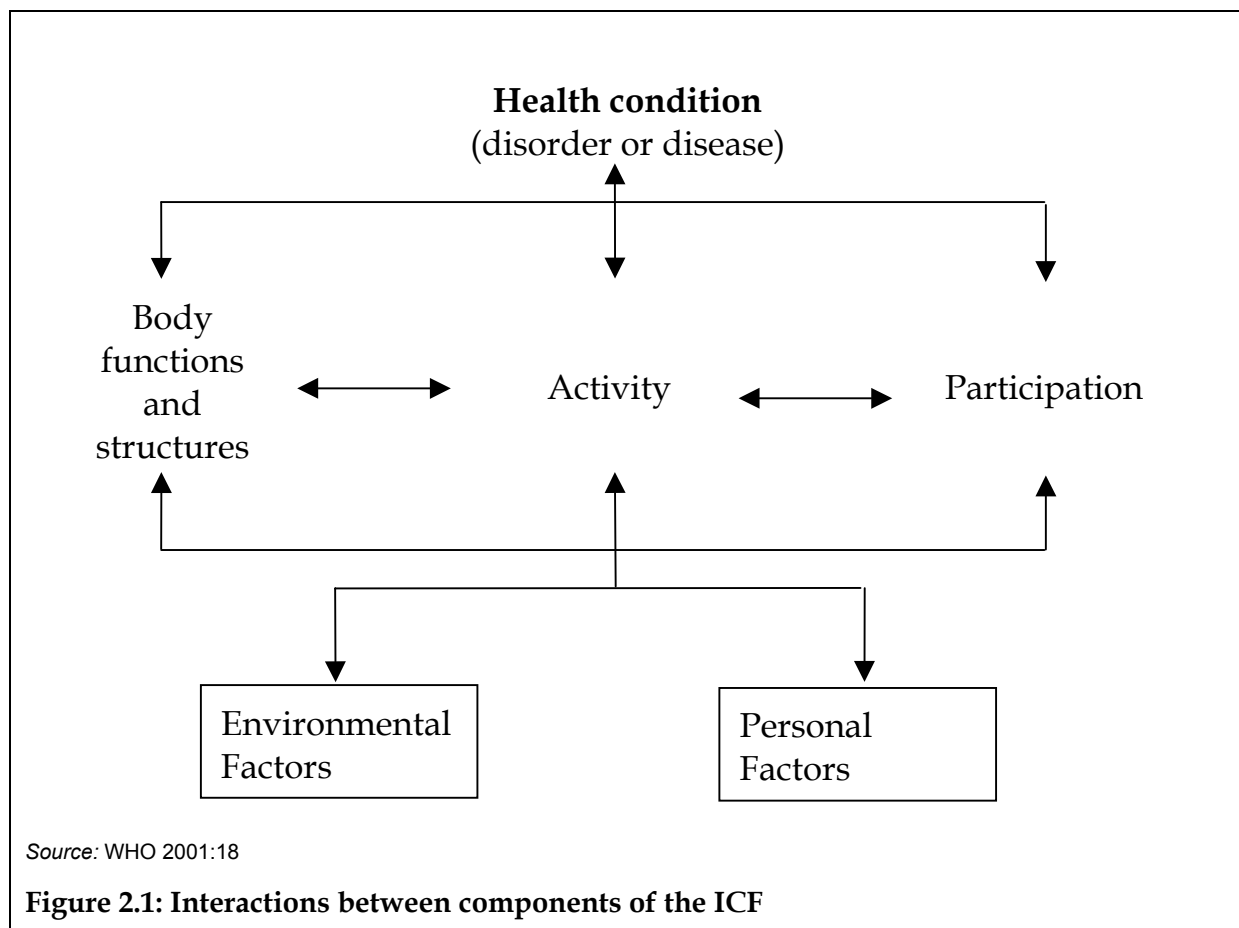 Health condition
(disorder or disease)
Body
functions
and
structures
Activity
Participation
Environmental
Factors
Personal
Factors
Source: WHO 2001:18
Figure 2.1: Interactions between components of the ICF